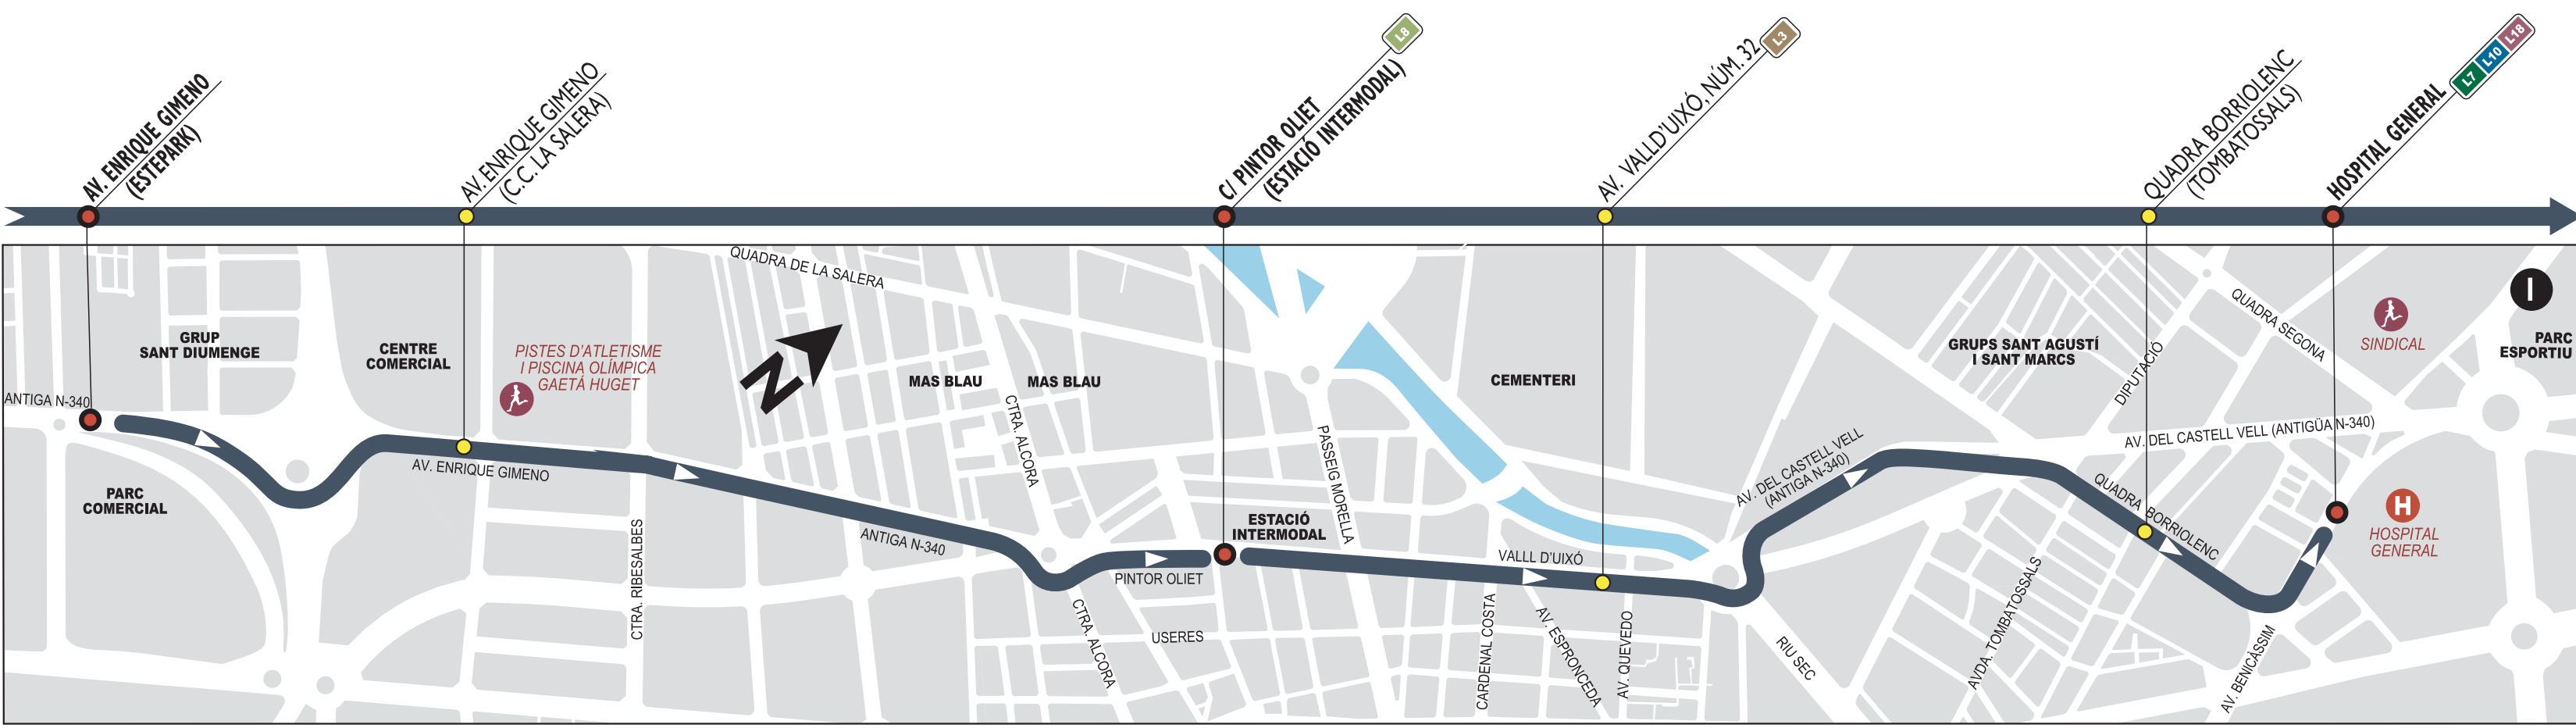 AV. ENRIQUE GIMENO
(ESTEPARK)
AV. ENRIQUE GIMENO
(C.C. LA SALERA)
C/ PINTOR OLIET
(ESTACIÓ INTERMODAL)
L8
AV. VALLD'UIXÓ, NÚM. 32
L3
QUADRA BORRIOLENC
(TOMBATOSSALS)
HOSPITAL GENERAL
L7 L10 L18
QUADRA DE LA SALERA
GRUP
SANT DIUMENGE
CENTRE
COMERCIAL
PISTES D'ATLETISME
I PISCINA OLÍMPICA
GAETÁ HUGET
N
MAS BLAU
MAS BLAU
CEMENTERI
GRUPS SANT AGUSTÍ
I SANT MARCS
DIPUTACIÓ
QUADRA SEGONA
SINDICAL
I
PARC
ESPORTIU
ANTIGA N-340
PARC
COMERCIAL
AV. ENRIQUE GIMENO
CTRA. RIBESALBES
ANTIGA N-340
CTRA. ALCORA
PINTOR OLIET
CTRA. ALCORA
USERES
ESTACIÓ
INTERMODAL
PASSEIG MORELLA
VALLL D'UIXÓ
CARDENAL COSTA
AV. ESPRONCEDA
AV. QUEVEDO
RIU SEC
AV. DEL CASTELL VELL
(ANTIGA N-340)
AV. DEL CASTELL VELL (ANTIGÜA N-340)
QUADRA BORRIOLENC
AVDA. TOMBATOSSALS
AV. BENICÀSSIM
H
HOSPITAL
GENERAL